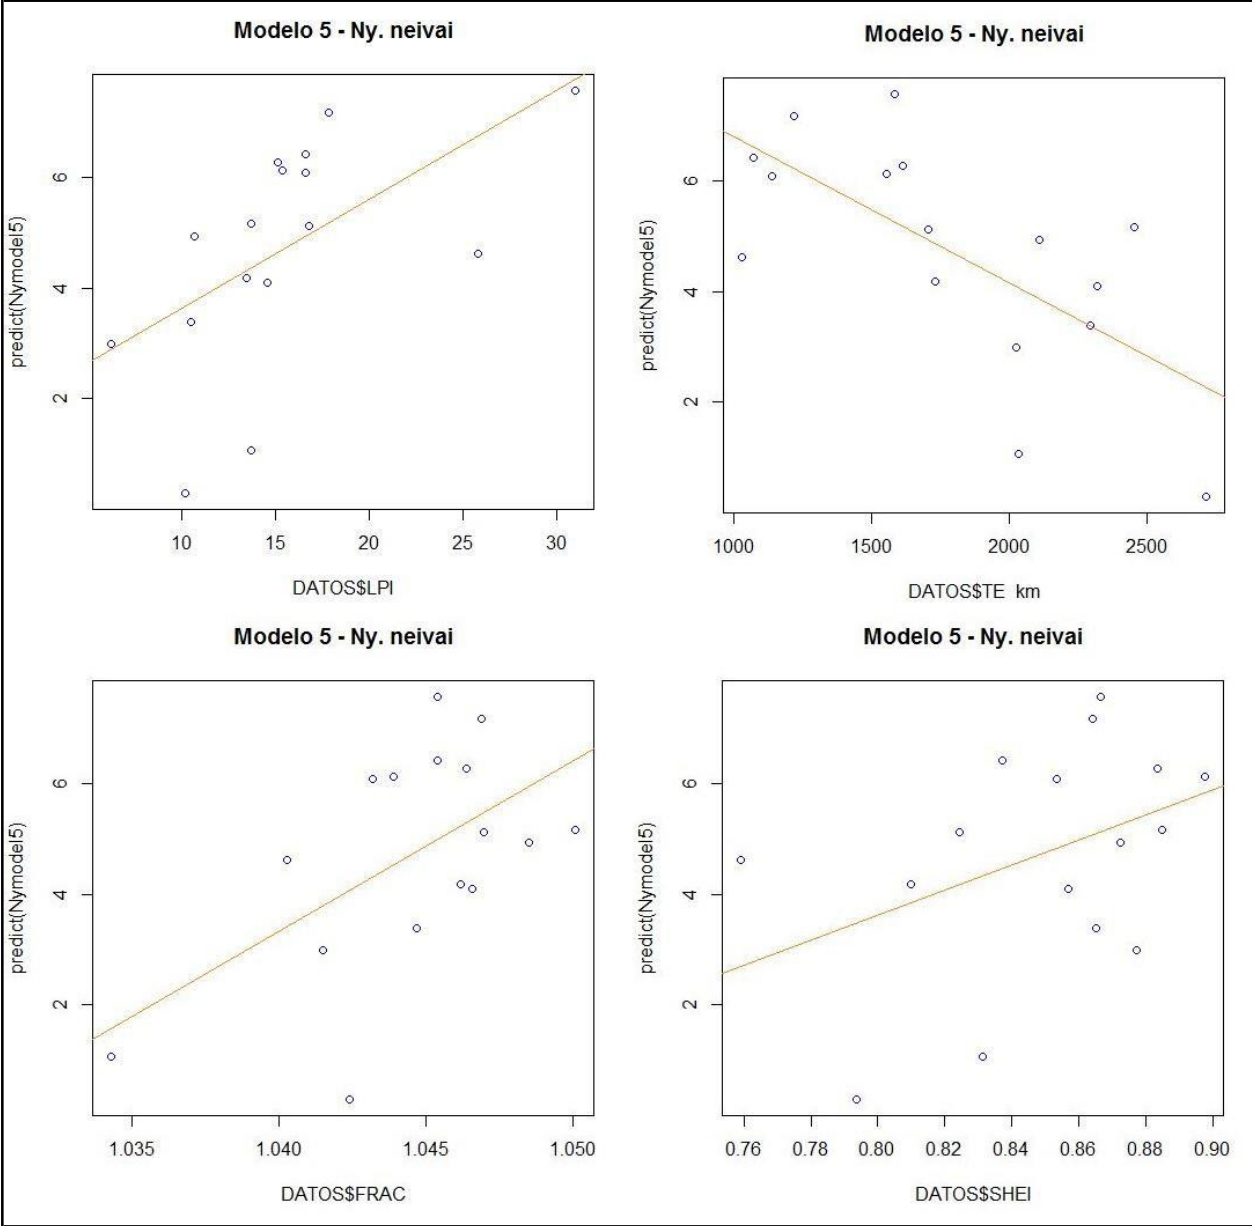 Modelo 5 - Ny. neivai
predict(Nymodel5)
6
4
2
10 15 20 25 30
DATOS$LPI
Modelo 5 - Ny. neivai
predict(Nymodel5)
6
4
2
1000 1500 2000 2500
DATOS$TE km
Modelo 5 - Ny. neivai
predict(Nymodel5)
6
4
2
1.035 1.040 1.045 1.050
DATOS$FRAC
Modelo 5 - Ny. neivai
predict(Nymodel5)
6
4
2
0.76 0.78 0.80 0.82 0.84 0.86 0.88 0.90
DATOS$SHEI